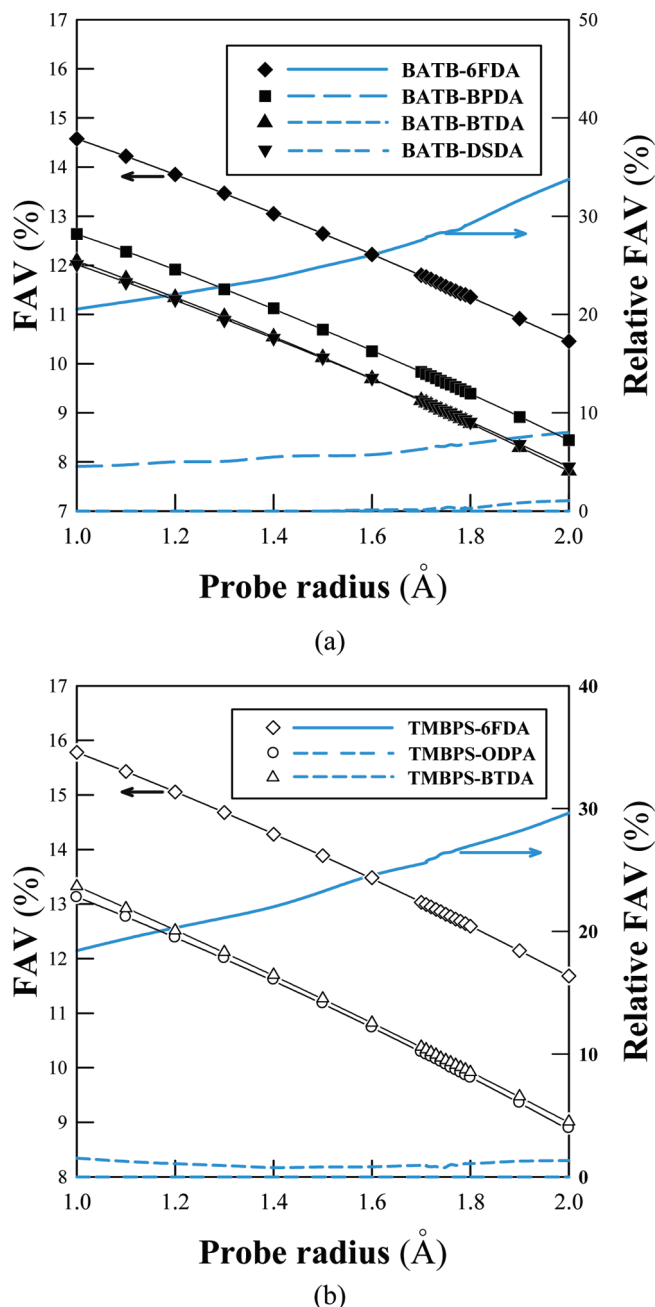 17
16
15
14
13
12
11
10
9
8
7
FAV (%)
50
40
30
20
10
0
Relative FAV (%)
BATB-6FDA
BATB-BPDA
BATB-BTDA
BATB-DSDA
1.0
1.2
1.4
1.6
1.8
2.0
Probe radius (Å)
(a)
17
16
15
14
13
12
11
10
9
8
FAV (%)
40
30
20
10
0
Relative FAV (%)
TMBPS-6FDA
TMBPS-ODPA
TMBPS-BTDA
1.0
1.2
1.4
1.6
1.8
2.0
Probe radius (Å)
(b)